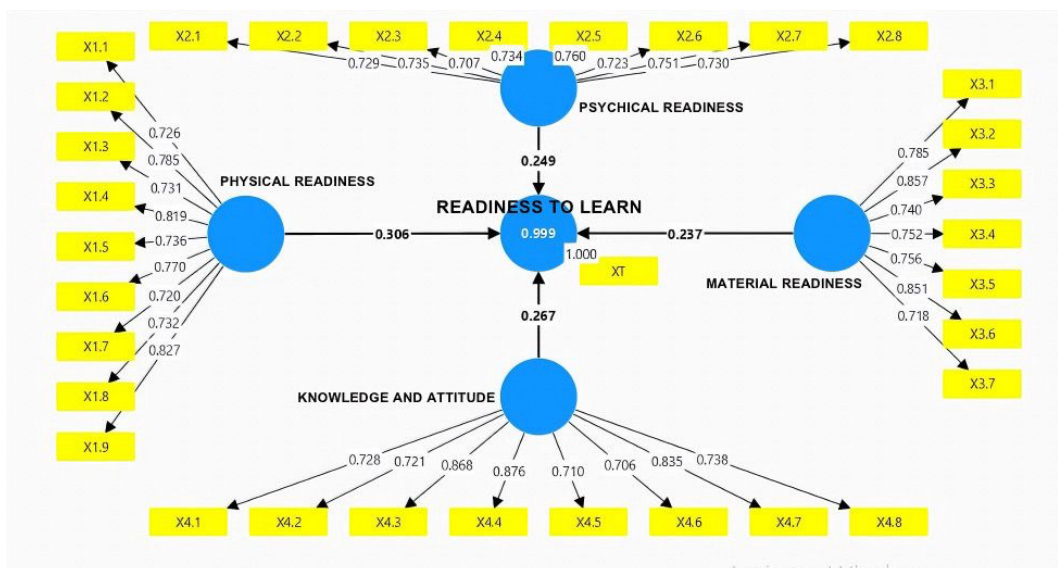 X2.1 X2.2 X2.3 X2.4 X2.5 X2.6 X2.7 X2.8
0.729 0.735 0.707 0.734 0.760 0.723 0.751 0.730
PSYCHICAL READINESS
0.249
X1.1
X1.2
X1.3
X1.4
X1.5
X1.6
X1.7
X1.8
X1.9
0.726
0.785
0.731
0.819
0.736
0.770
0.720
0.732
0.827
PHYSICAL READINESS
0.306
READINESS TO LEARN
0.999
1.000
XT
0.237
MATERIAL READINESS
0.785
0.857
0.740
0.752
0.756
0.851
0.718
X3.1
X3.2
X3.3
X3.4
X3.5
X3.6
X3.7
0.267
KNOWLEDGE AND ATTITUDE
0.728 0.721 0.868 0.876 0.710 0.706 0.835 0.738
X4.1 X4.2 X4.3 X4.4 X4.5 X4.6 X4.7 X4.8